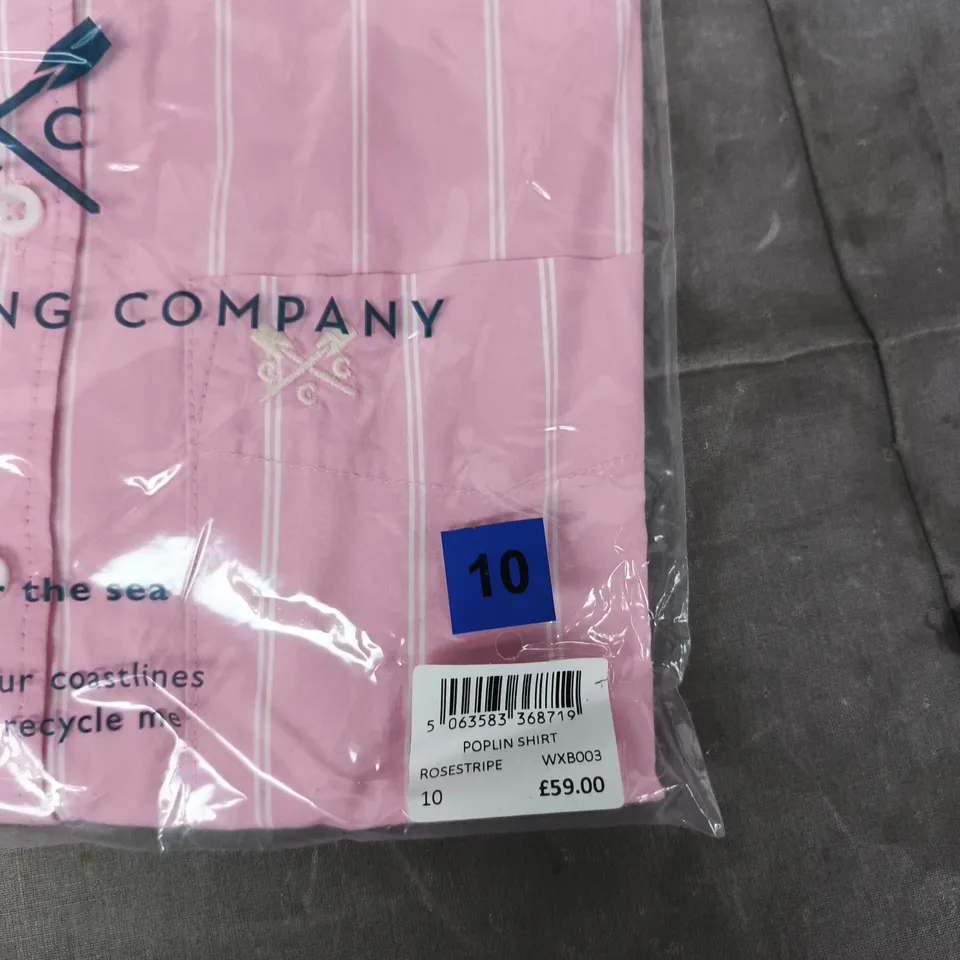 C
NG COMPANY
C C
C
10
the sea
ur coastlines
recycle me
5 063583 368719
POPLIN SHIRT
ROSESTRIPE WXB003
10 £59.00